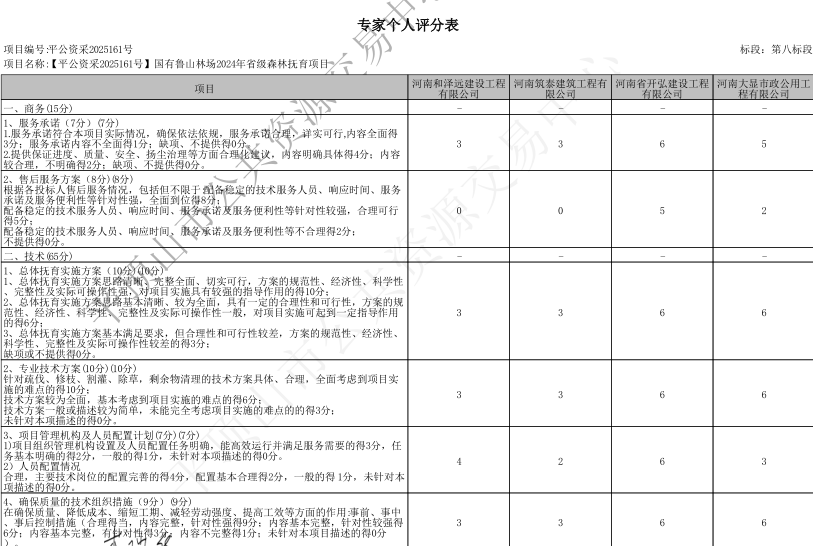 专家个人评分表
项目编号:平公资采2025161号 标段: 第八标段
项目名称:【平公资采2025161号】国有鲁山林场2024年省级森林抚育项目
项目 河南和泽远建设工程有限公司 河南筑泰建筑工程有限公司 河南省开弘建设工程有限公司 河南大显市政公用工程有限公司
一、商务(15分) － － － －
1、服务承诺（7分）(7分)
1.服务承诺符合本项目实际情况, 确保依法依规, 服务承诺合理、详实可行,内容全面得
3分；服务承诺内容不全面得1分；缺项、不提供得0分。
2.提供保证进度、质量、安全、扬尘治理等方面合理化建议, 内容明确具体得4分；内容
较合理, 不明确得2分；缺项、不提供得0分。
3 3 6 5
2、售后服务方案（8分)(8分)
根据各投标人售后服务情况, 包括但不限于配备稳定的技术服务人员、响应时间、服务
承诺及服务便利性等针对性强, 全面到位得8分；
配备稳定的技术服务人员、响应时间、服务承诺及服务便利性等针对性较强, 合理可行
得5分；
配备稳定的技术服务人员、响应时间、服务承诺及服务便利性等不合理得2分；
不提供得0分。
0 0 5 2
二、技术(65分) － － － －
1、总体抚育实施方案（10分)(10分)
1、总体抚育实施方案思路清晰、完整全面、切实可行, 方案的规范性、经济性、科学性
、完整性及实际可操作性强、对项目实施具有较强的指导作用的得10分；
2、总体抚育实施方案思路基本清晰、较为全面, 具有一定的合理性和可行性, 方案的规
范性、经济性、科学性、完整性及实际可操作性一般, 对项目实施可起到一定指导作用
的得6分；
3、总体抚育实施方案基本满足要求, 但合理性和可行性较差, 方案的规范性、经济性、
科学性、完整性及实际可操作性较差的得3分；
缺项或不提供得0分。
3 3 6 6
2、专业技术方案(10分)(10分)
针对疏伐、修枝、割灌、除草, 剩余物清理的技术方案具体、合理, 全面考虑到项目实
施的难点的得10分；
技术方案较为全面, 基本考虑到项目实施的难点的得6分；
技术方案一般或描述较为简单, 未能完全考虑项目实施的难点的的得3分；
未针对本项描述的得0分。
3 3 6 6
3、项目管理机构及人员配置计划(7分)(7分)
1)项目组织管理机构设置及人员配置任务明确, 能高效运行并满足服务需要的得3分, 任
务基本明确的得2分, 一般的得1分, 未针对本项描述的得0分。
2）人员配置情况
合理, 主要技术岗位的配置完善的得4分, 配置基本合理得2分, 一般的得1分, 未针对本
项描述的得0分。
4 2 6 3
4、确保质量的技术组织措施（9分）(9分)
在确保质量、降低成本、缩短工期、减轻劳动强度、提高工效等方面的作用:事前、事中
、事后控制措施（合理得当, 内容完整, 针对性强得9分；内容基本完整, 针对性较强得
6分；内容基本完整, 有针对性得3分；内容不完整得1分；未针对本项目描述的得0分
)。
3 3 6 6
平顶山市公共资源交易中心
平顶山市公共资源交易中心